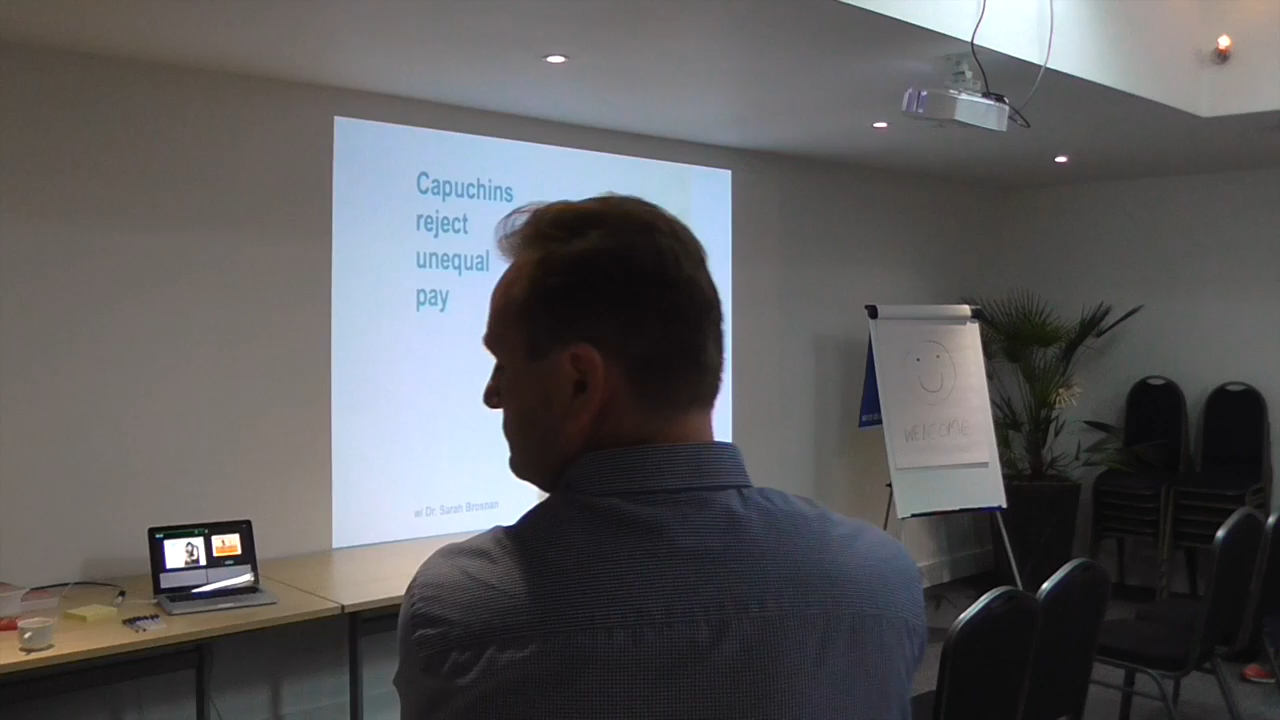 Capuchins
reject
unequal
pay
w/ Dr. Sarah Brosnan
WELCOME